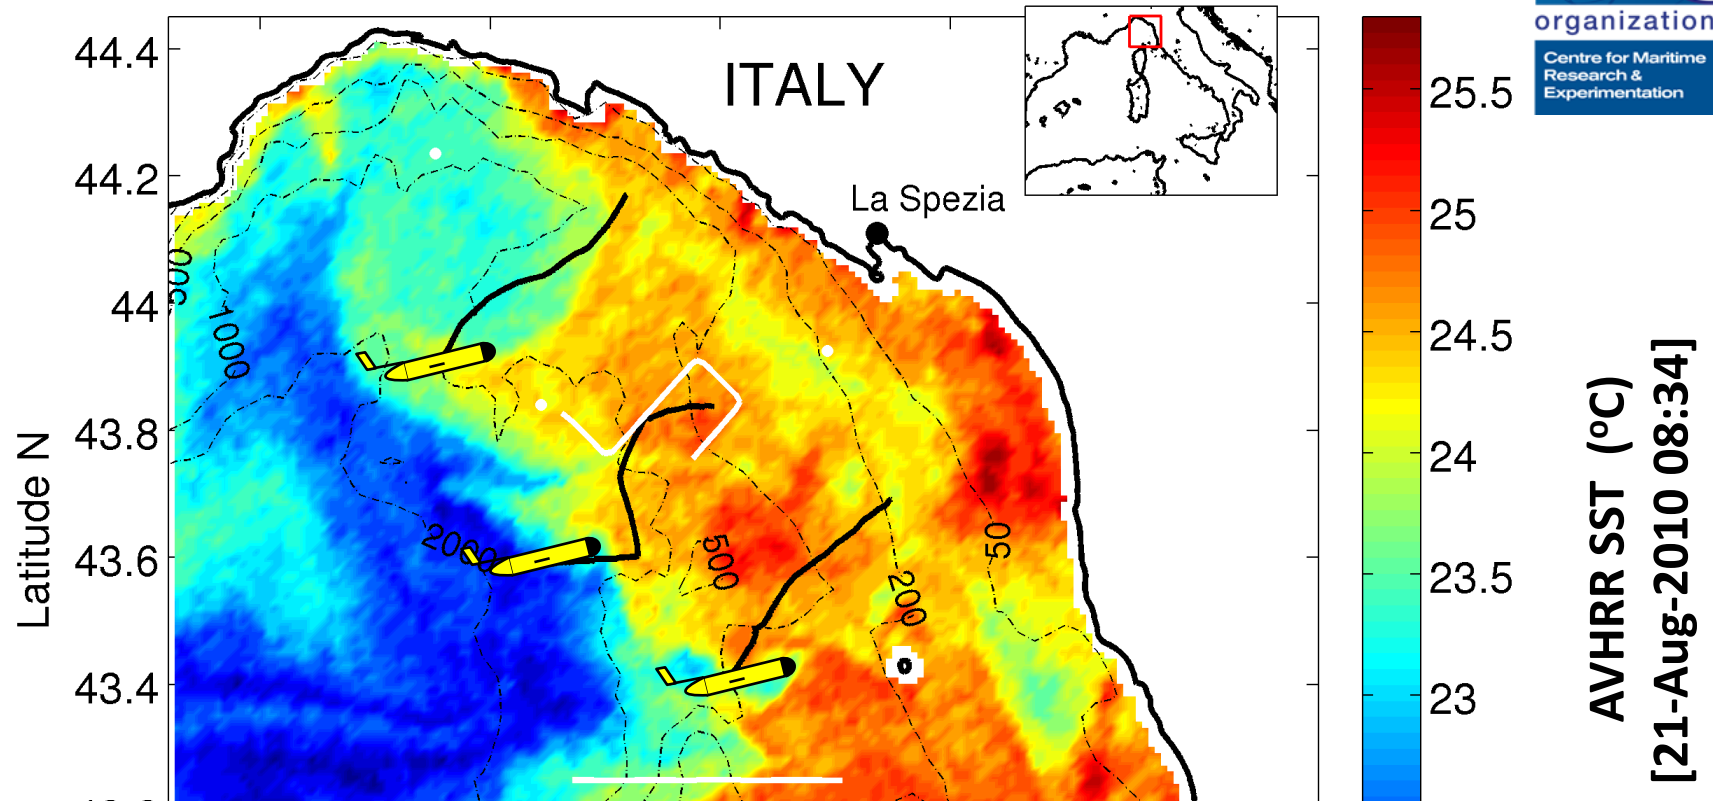 organization
Centre for Maritime
Research &
Experimentation
ITALY
La Spezia
44.4
44.2
44
43.8
43.6
43.4
Latitude N
500
1000
2000
500
200
50
25.5
25
24.5
24
23.5
23
AVHRR SST (ºC)
[21-Aug-2010 08:34]